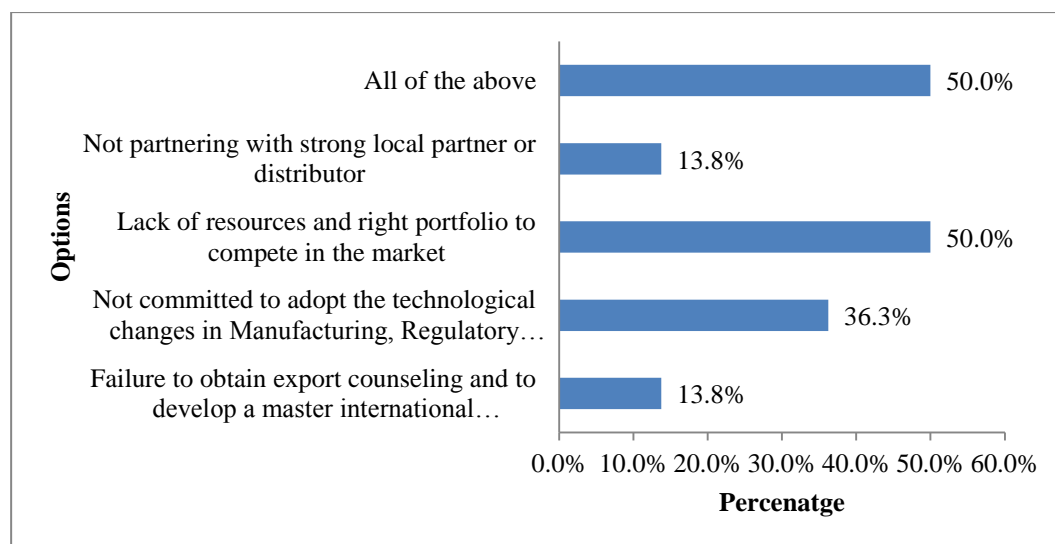 All of the above
50.0%
Not partnering with strong local partner or
distributor
13.8%
Options
Lack of resources and right portfolio to
compete in the market
50.0%
Not committed to adopt the technological
changes in Manufacturing, Regulatory…
36.3%
Failure to obtain export counseling and to
develop a master international…
13.8%
0.0% 10.0% 20.0% 30.0% 40.0% 50.0% 60.0%
Percenatge